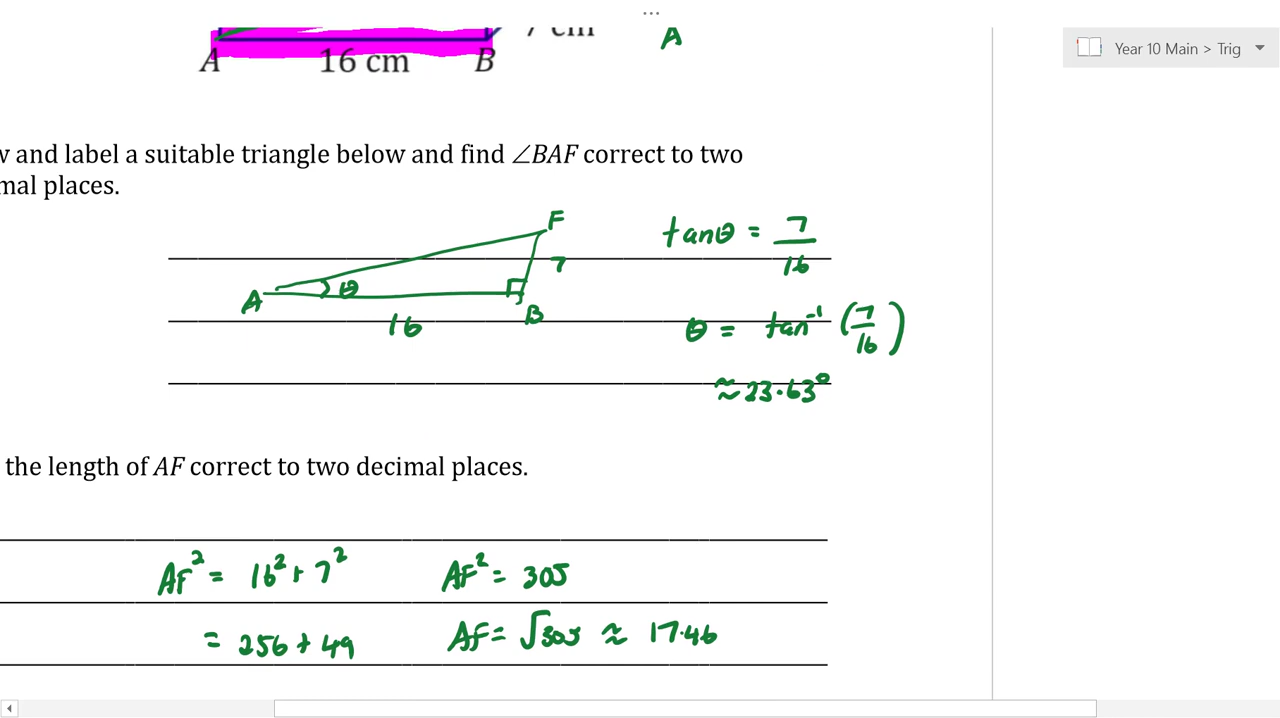 ...
Year 10 Main > Trig
7 cm
A
A 16 cm B
w and label a suitable triangle below and find ∠BAF correct to two
mal places.
F
7
A θ
B
16
tanθ = 7/16
θ = tan⁻¹ (7/16)
≈ 23.63°
the length of AF correct to two decimal places.
AF² = 16² + 7²
= 256 + 49
AF² = 305
AF = √305 ≈ 17.46